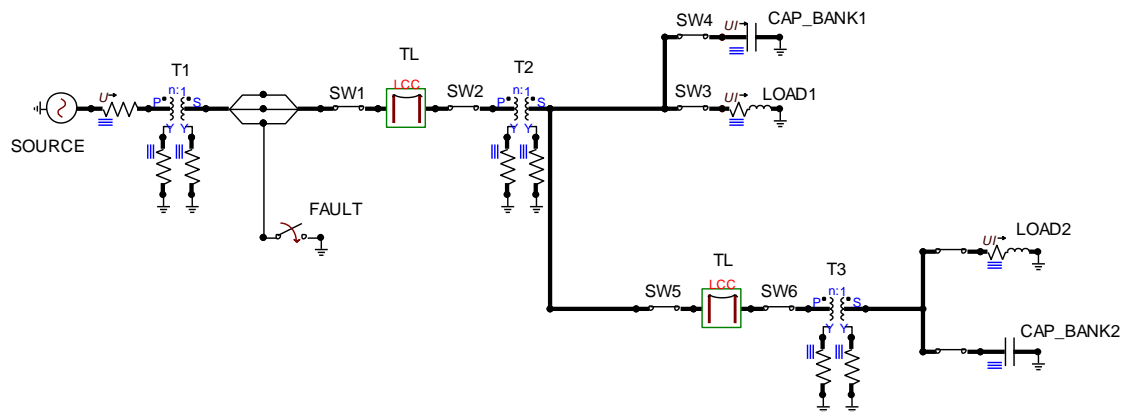 SOURCE
U
T1
n:1
P
S
Y
Y
FAULT
SW1
TL
LCC
SW2
T2
n:1
P
S
Y
Y
SW4
UI
CAP_BANK1
SW3
UI
LOAD1
SW5
TL
LCC
SW6
T3
n:1
P
S
Y
Y
UI
LOAD2
CAP_BANK2